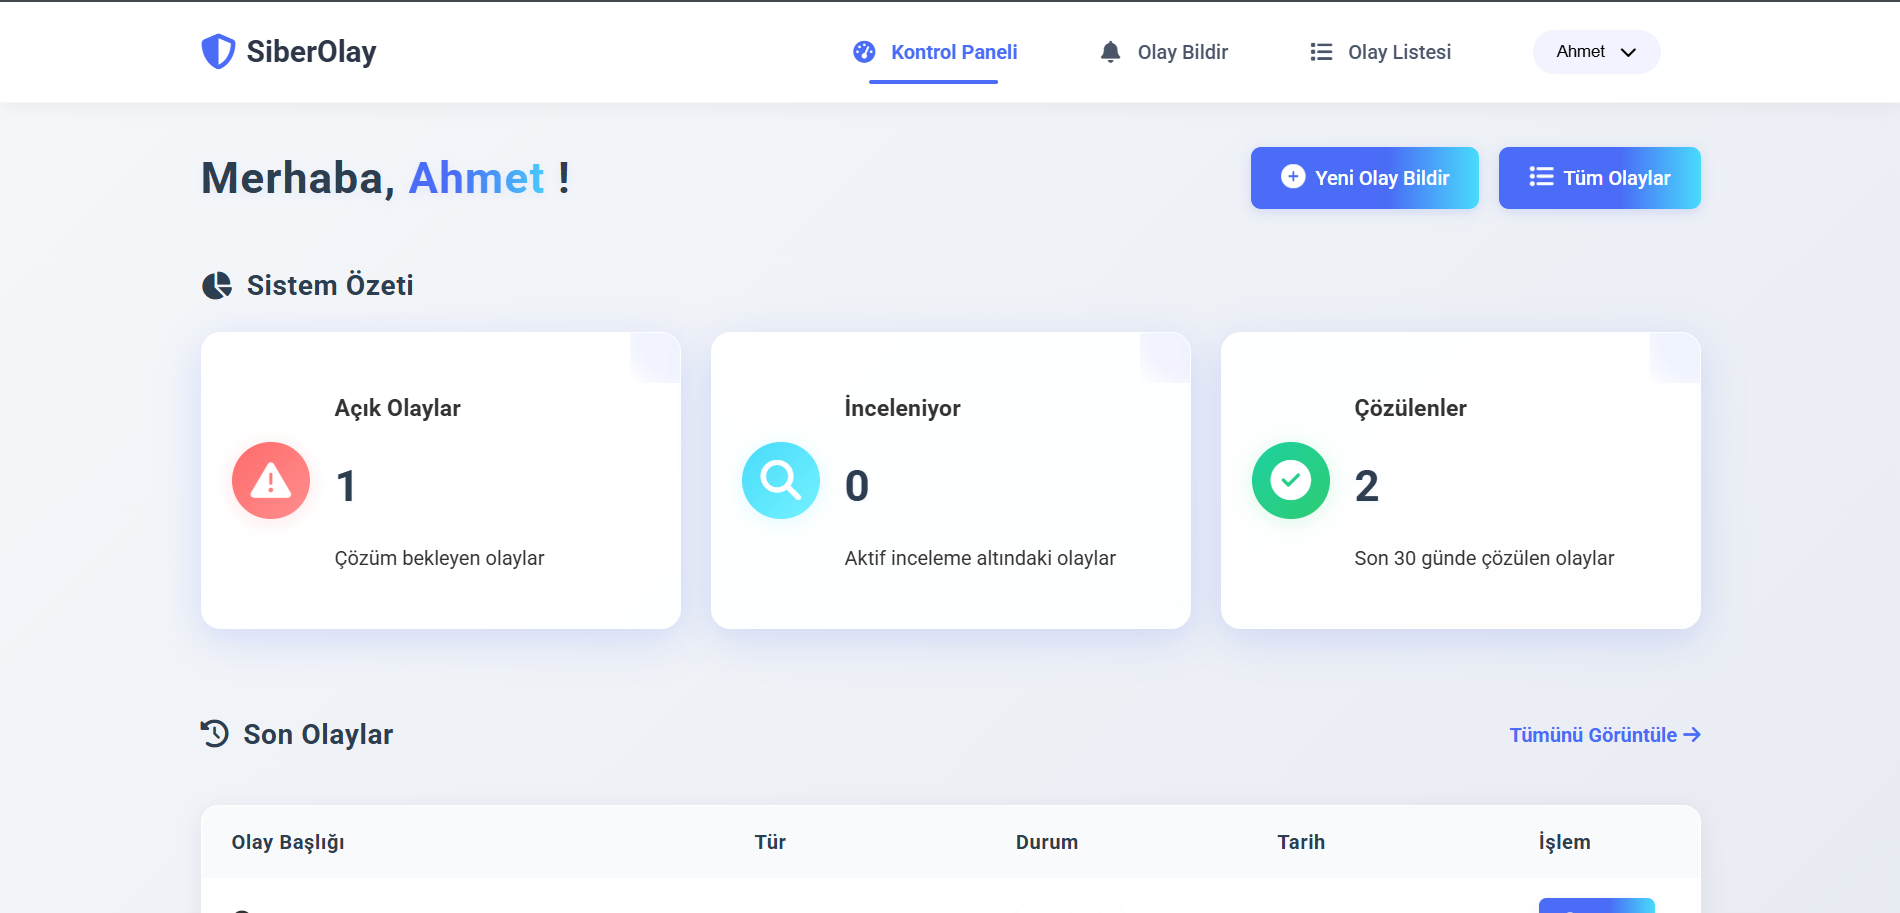 SiberOlay
Kontrol Paneli
Olay Bildir
Olay Listesi
Ahmet
Merhaba, Ahmet !
Yeni Olay Bildir
Tüm Olaylar
Sistem Özeti
Açık Olaylar
1
Çözüm bekleyen olaylar
İnceleniyor
0
Aktif inceleme altındaki olaylar
Çözülenler
2
Son 30 günde çözülen olaylar
Son Olaylar
Tümünü Görüntüle
Olay Başlığı Tür Durum Tarih İşlem